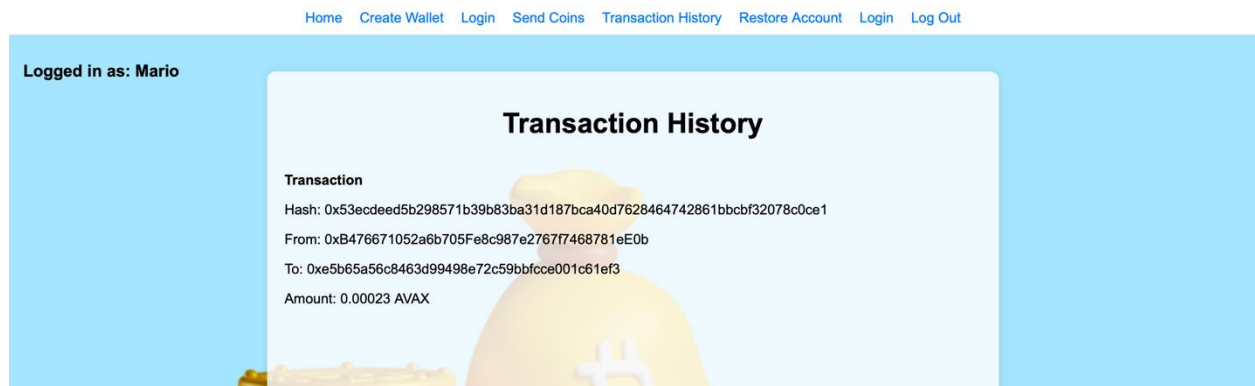 Home Create Wallet Login Send Coins Transaction History Restore Account Login Log Out
Logged in as: Mario
Transaction History
Transaction
Hash: 0x53ecdeed5b298571b39b83ba31d187bca40d7628464742861bbcbf32078c0ce1
From: 0xB476671052a6b705Fe8c987e2767f7468781eE0b
To: 0xe5b65a56c8463d99498e72c59bbfcce001c61ef3
Amount: 0.00023 AVAX